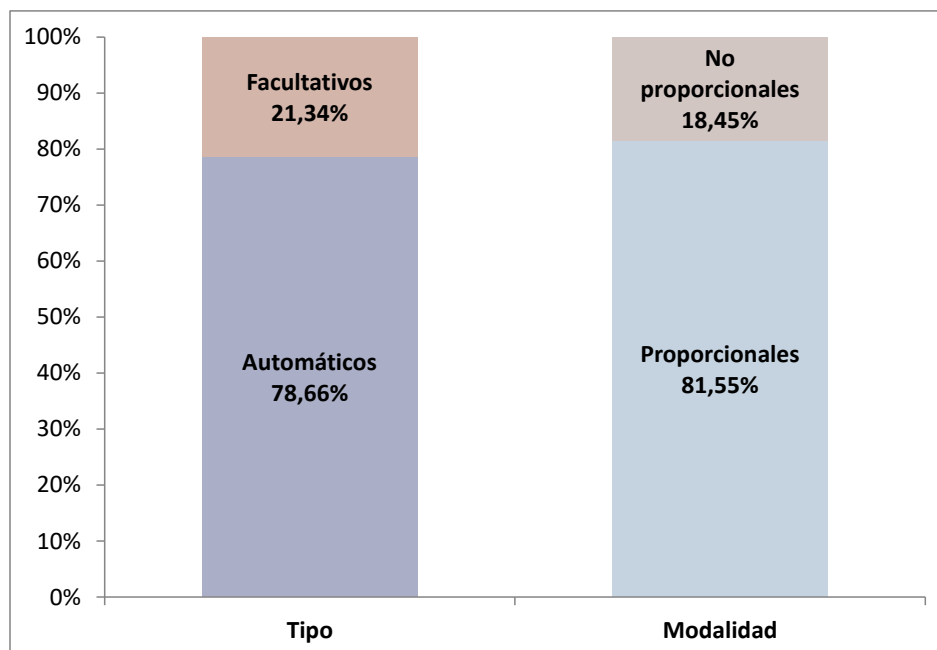 100%
90%
80%
70%
60%
50%
40%
30%
20%
10%
0%
Facultativos
21,34%
Automáticos
78,66%
No
proporcionales
18,45%
Proporcionales
81,55%
Tipo
Modalidad